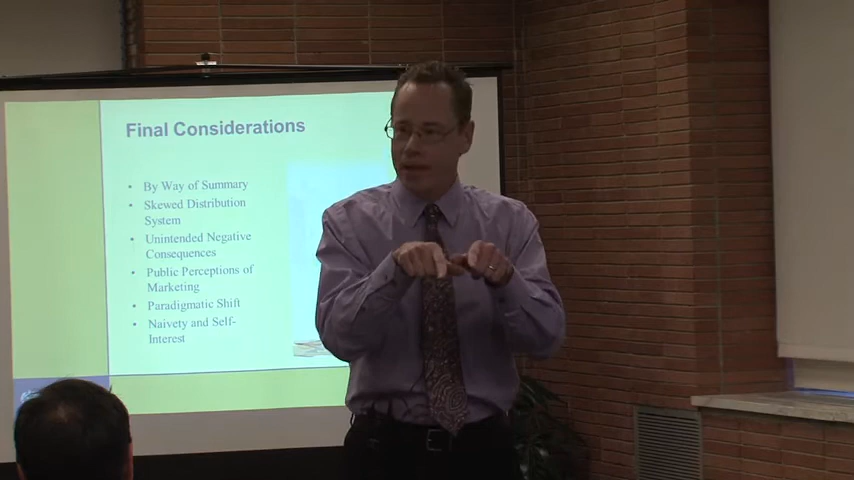 Final Considerations
• By Way of Summary
• Skewed Distribution
System
• Unintended Negative
Consequences
• Public Perceptions of
Marketing
• Paradigmatic Shift
• Naivety and Self-
Interest